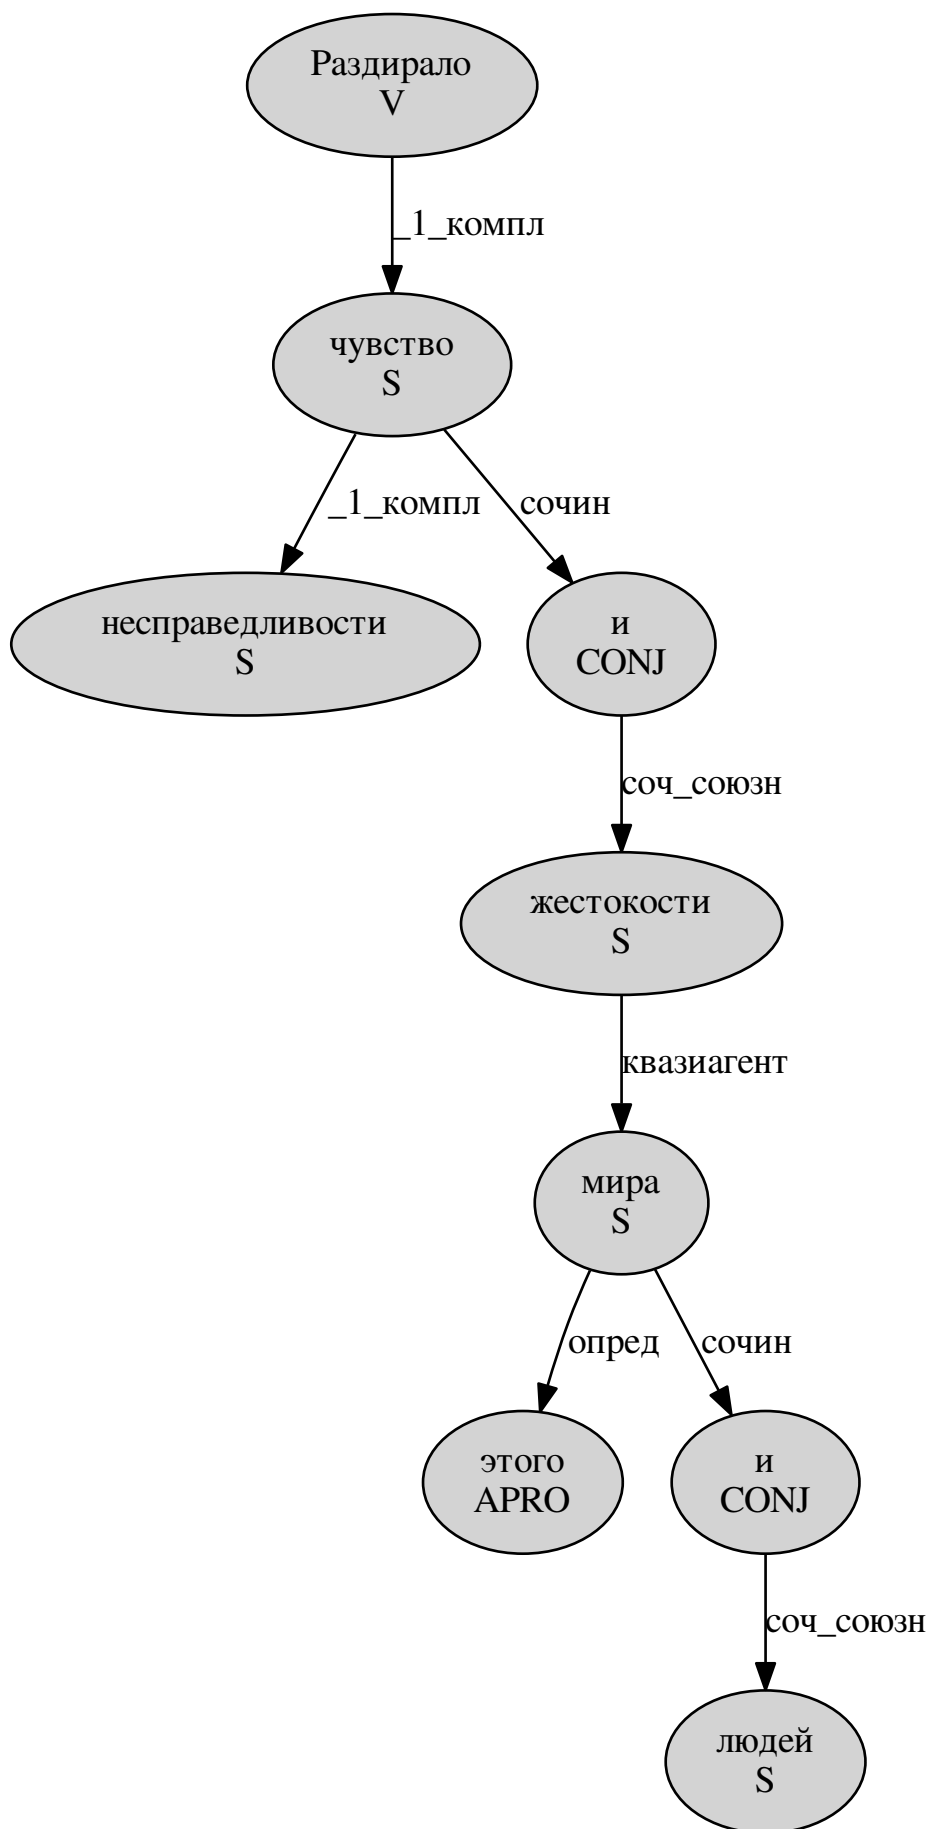 Раздирало
V
_1_компл
чувство
S
_1_компл
сочин
несправедливости
S
и
CONJ
соч_союзн
жестокости
S
квазиагент
мира
S
опред
сочин
этого
APRO
и
CONJ
соч_союзн
людей
S